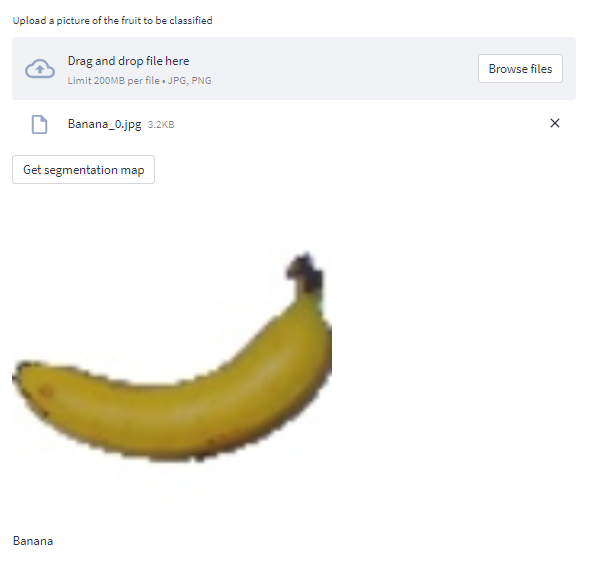 Upload a picture of the fruit to be classified
Drag and drop file here
Limit 200MB per file • JPG, PNG
Browse files
Banana_0.jpg 3.2KB
Get segmentation map
Banana